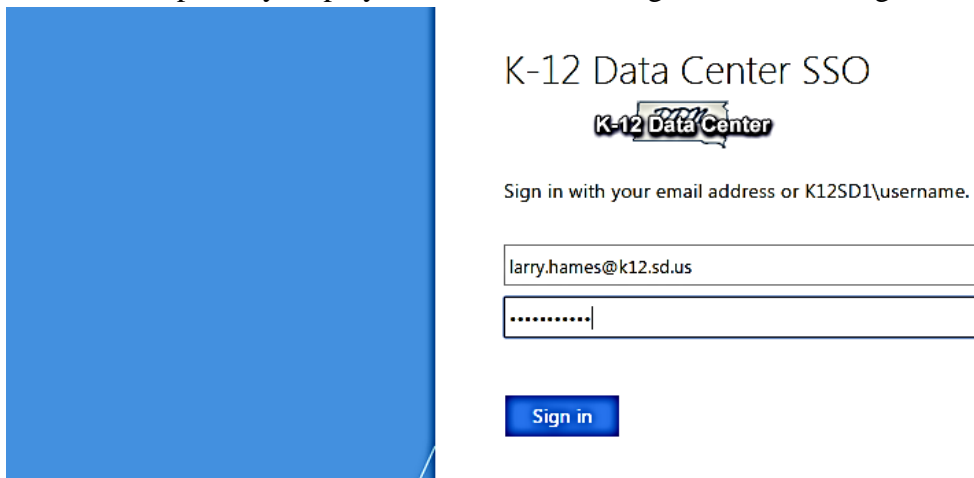 K-12 Data Center SSO
K-12 Data Center
Sign in with your email address or K12SD1\username.
larry.hames@k12.sd.us
•••••••••••
Sign in